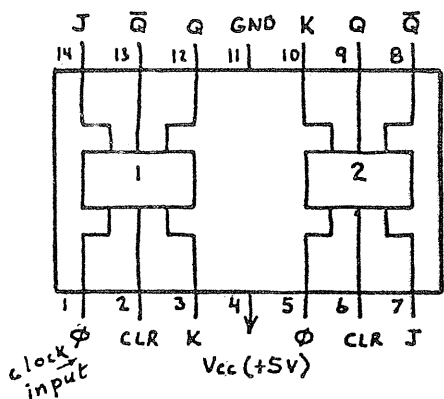 J Q̅ Q GND K Q Q̅
14 13 12 11 10 9 8
1 2
1 2 3 4 5 6 7
Ø CLR K Ø CLR J
clock input
Vcc (+5V)